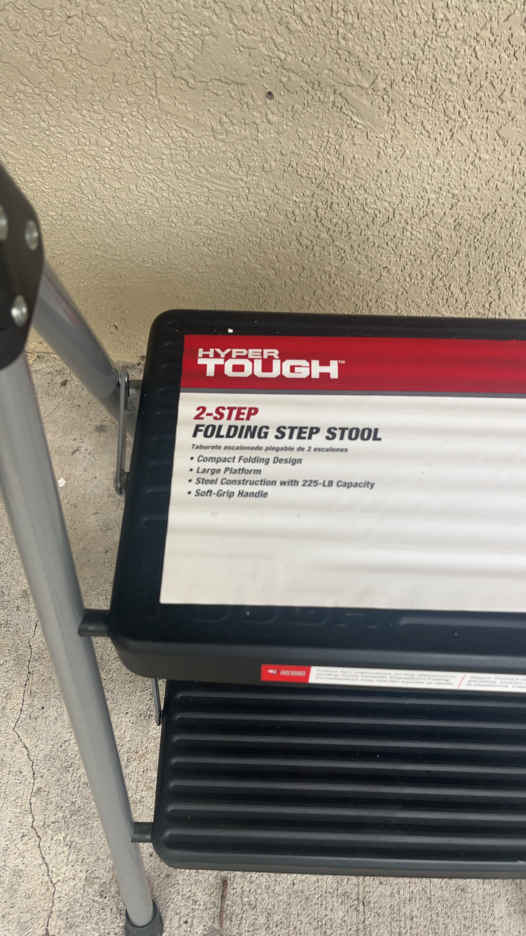 HYPER
TOUGH™
2-STEP
FOLDING STEP STOOL
Taburete escalonado plegable de 2 escalones
• Compact Folding Design
• Large Platform
• Steel Construction with 225-LB Capacity
• Soft-Grip Handle